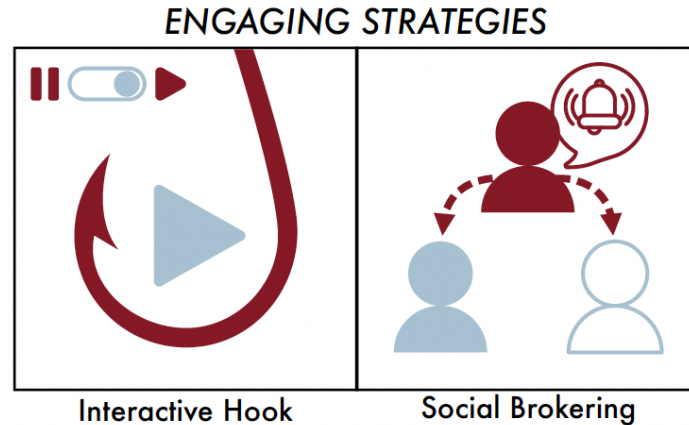 ENGAGING STRATEGIES
Interactive Hook
Social Brokering